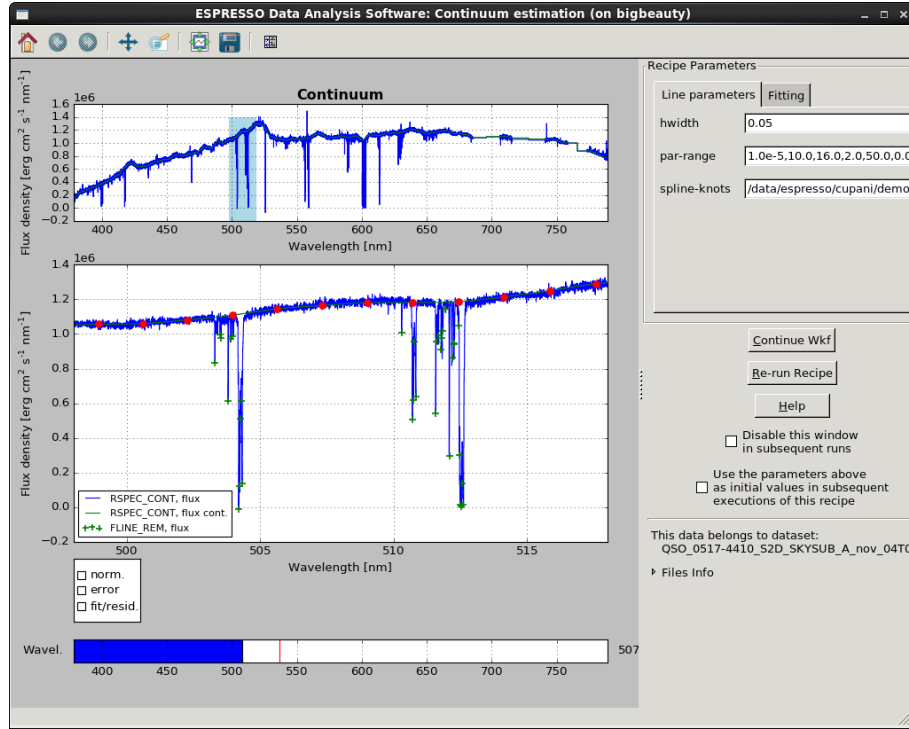 ESPRESSO Data Analysis Software: Continuum estimation (on bigbeauty)
Continuum
1e6
Flux density [erg cm² s⁻¹ nm⁻¹]
1.6
1.4
1.2
1.0
0.8
0.6
0.4
0.2
0.0
−0.2
400 450 500 550 600 650 700 750
Wavelength [nm]
1e6
Flux density [erg cm² s⁻¹ nm⁻¹]
1.4
1.2
1.0
0.8
0.6
0.4
0.2
0.0
−0.2
RSPEC_CONT, flux
RSPEC_CONT, flux cont.
FLINE_REM, flux
500 505 510 515
Wavelength [nm]
norm.
error
fit/resid.
Wavel.
507
400 450 500 550 600 650 700 750
Recipe Parameters
Line parameters Fitting
hwidth 0.05
par-range 1.0e-5,10.0,16.0,2.0,50.0,0.0
spline-knots /data/espresso/cupani/demo
Continue Wkf
Re-run Recipe
Help
Disable this window
in subsequent runs
Use the parameters above
as initial values in subsequent
executions of this recipe
This data belongs to dataset:
QSO_0517-4410_S2D_SKYSUB_A_nov_04T0
Files Info